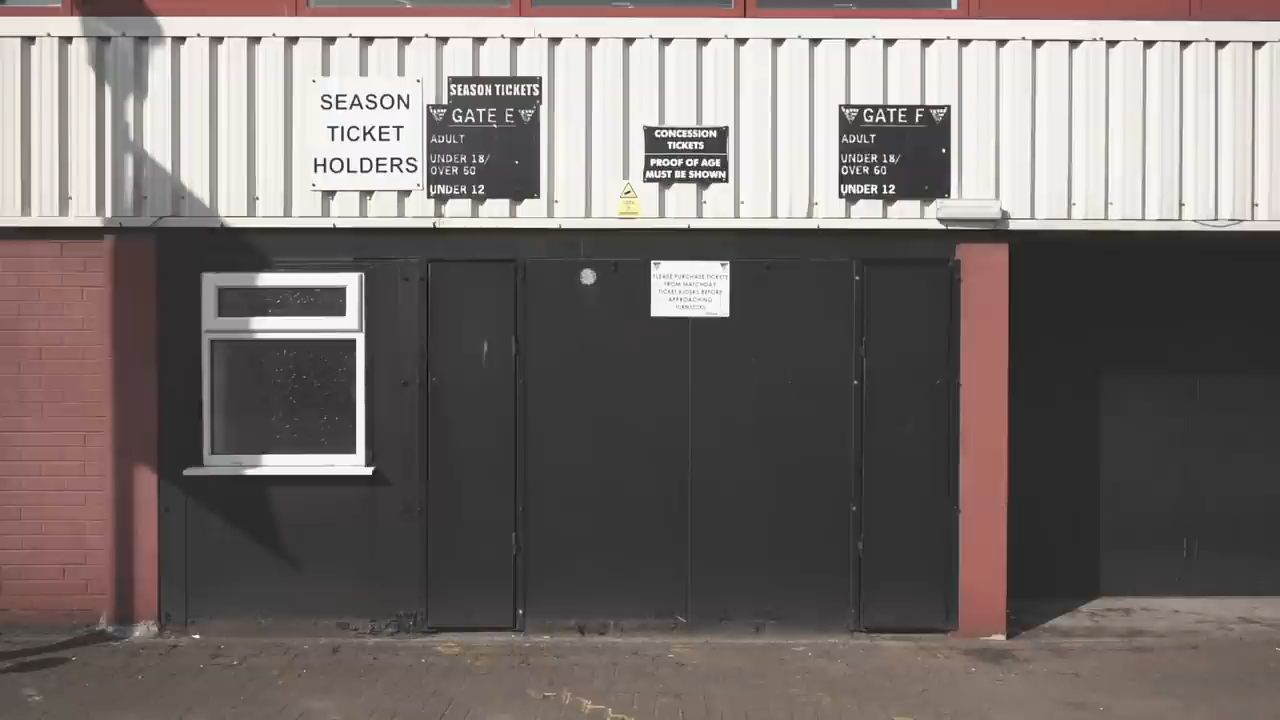 SEASON
TICKET
HOLDERS
SEASON TICKETS
GATE E
ADULT
UNDER 18/
OVER 60
UNDER 12
CONCESSION
TICKETS
PROOF OF AGE
MUST BE SHOWN
GATE F
ADULT
UNDER 18/
OVER 60
UNDER 12
PLEASE PURCHASE TICKETS
FROM MATCHDAY
TICKET KIOSKS BEFORE
APPROACHING
TURNSTILES